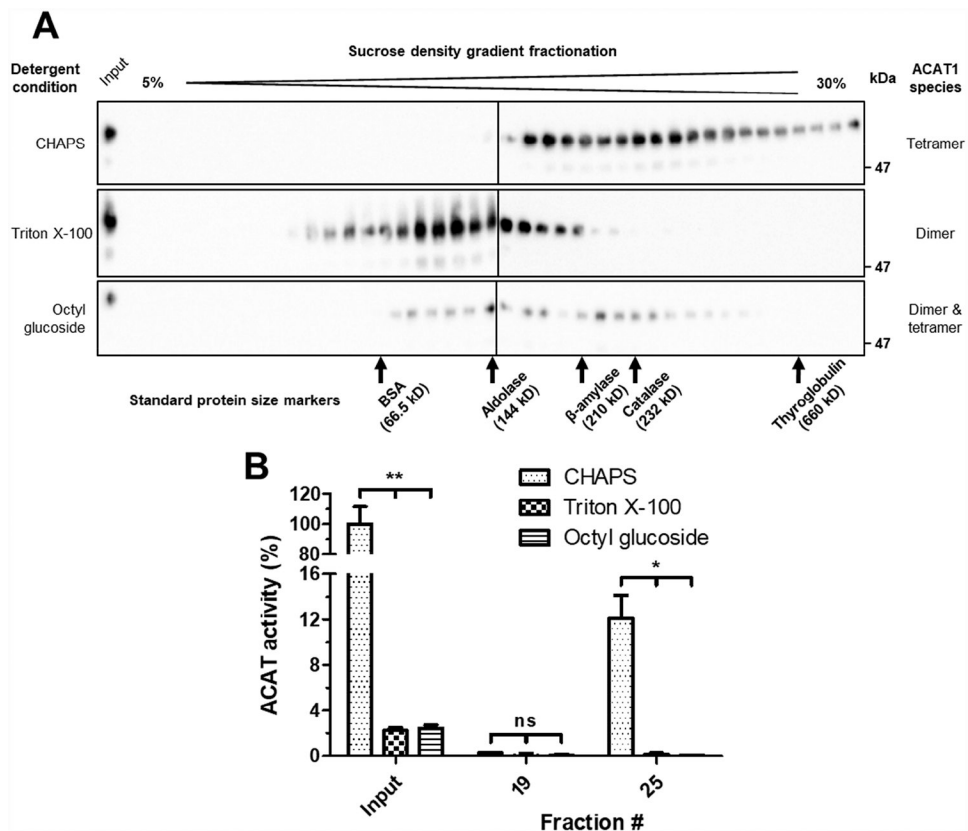 A
Sucrose density gradient fractionation
Detergent
condition
Input
5%
30%
kDa
ACAT1
species
CHAPS
47
Tetramer
Triton X-100
47
Dimer
Octyl
glucoside
47
Dimer &
tetramer
Standard protein size markers
BSA
(66.5 kD)
Aldolase
(144 kD)
β-amylase
(210 kD)
Catalase
(232 kD)
Thyroglobulin
(660 kD)
B
CHAPS
Triton X-100
Octyl glucoside
ACAT activity (%)
120
100
80
16
12
8
4
0
**
ns
*
Input
19
25
Fraction #